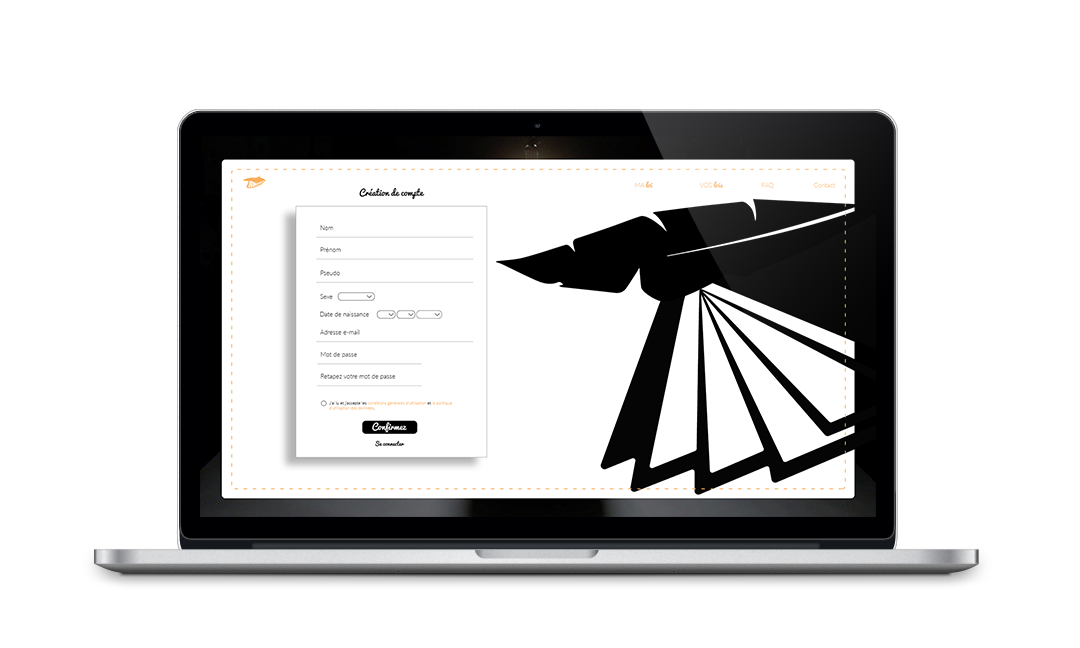 MA loi
VOS lois
FAQ
Contact
Création de compte
Nom
Prénom
Pseudo
Sexe
Date de naissance
Adresse e-mail
Mot de passe
Retapez votre mot de passe
J'ai lu et j'accepte les conditions générales d'utilisation et la politique
d'utilisation des données.
Confirmez
Se connecter